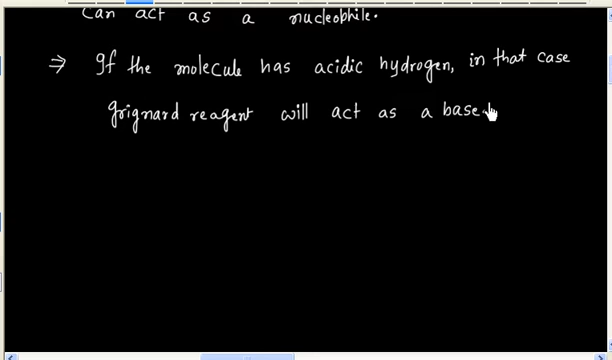 Can act as a nucleophile.
⇒ If the molecule has acidic hydrogen, in that case
grignard reagent will act as a base.